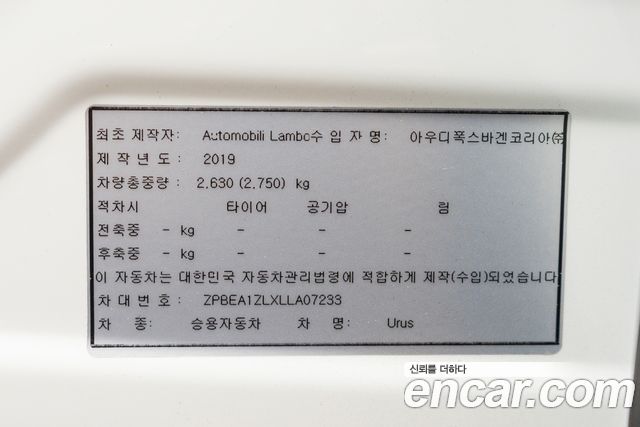 최초 제작자: Automobili Lambo수 입 자 명: 아우디폭스바겐코리아㈜
제 작 년 도 : 2019
차량총중량 : 2,630 (2,750) kg
적차시 타이어 공기압 림
전축중 - kg - - -
후축중 - kg - - -
이 자동차는 대한민국 자동차관리법령에 적합하게 제작(수입)되었습니다
차 대 번 호 : ZPBEA1ZLXLLA07233
차 종: 승용자동차 차 명 : Urus
신뢰를 더하다
encar.com